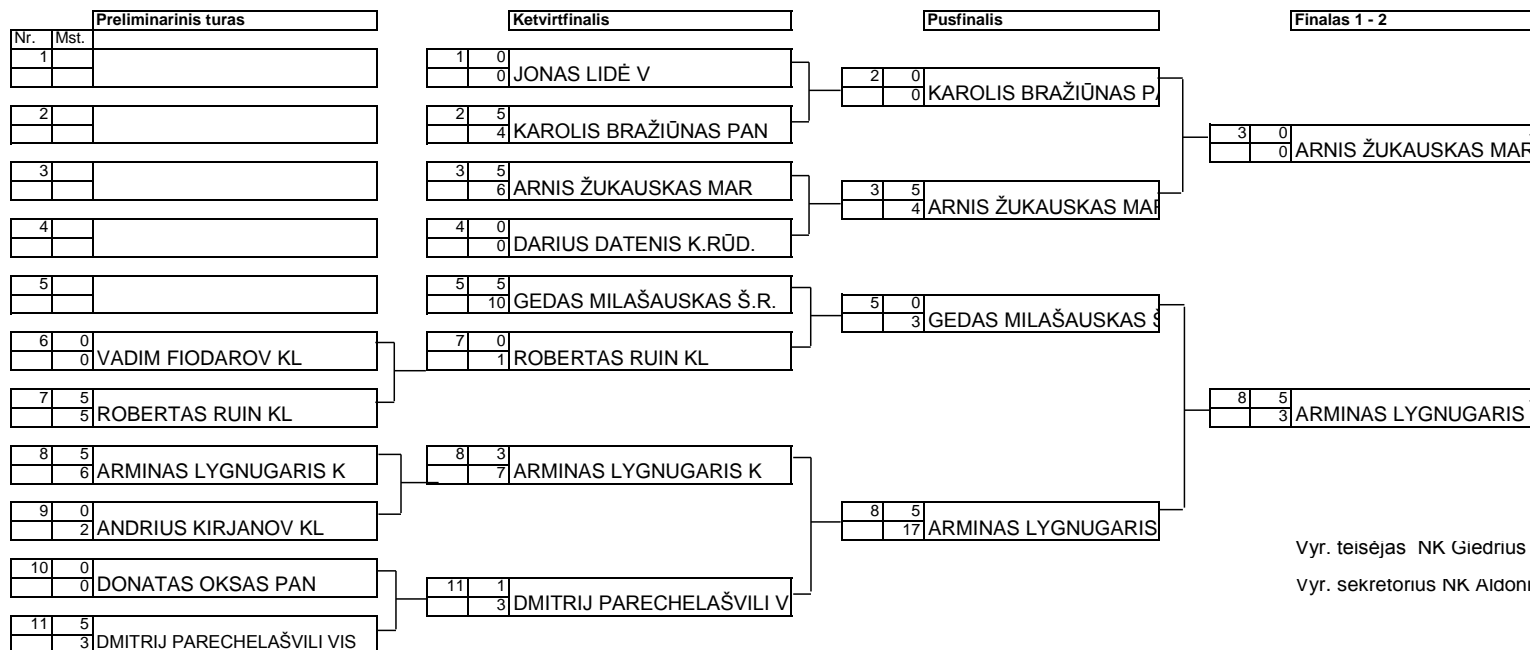 Preliminarinis turas
Ketvirtfinalis
Pusfinalis
Finalas 1 - 2
Nr. Mst.
1
2
3
4
5
6 0
0 VADIM FIODAROV KL
7 5
5 ROBERTAS RUIN KL
8 5
6 ARMINAS LYGNUGARIS K
9 0
2 ANDRIUS KIRJANOV KL
10 0
0 DONATAS OKSAS PAN
11 5
3 DMITRIJ PARECHELAŠVILI VIS
1 0
0 JONAS LIDĖ V
2 5
4 KAROLIS BRAŽIŪNAS PAN
3 5
6 ARNIS ŽUKAUSKAS MAR
4 0
0 DARIUS DATENIS K.RŪD.
5 5
10 GEDAS MILAŠAUSKAS Š.R.
7 0
1 ROBERTAS RUIN KL
8 3
7 ARMINAS LYGNUGARIS K
11 1
3 DMITRIJ PARECHELAŠVILI V
2 0
0 KAROLIS BRAŽIŪNAS PA
3 5
4 ARNIS ŽUKAUSKAS MAR
5 0
3 GEDAS MILAŠAUSKAS Š
8 5
17 ARMINAS LYGNUGARIS
3 0
0 ARNIS ŽUKAUSKAS MAR
8 5
3 ARMINAS LYGNUGARIS
Vyr. teisėjas NK Giedrius
Vyr. sekretorius NK